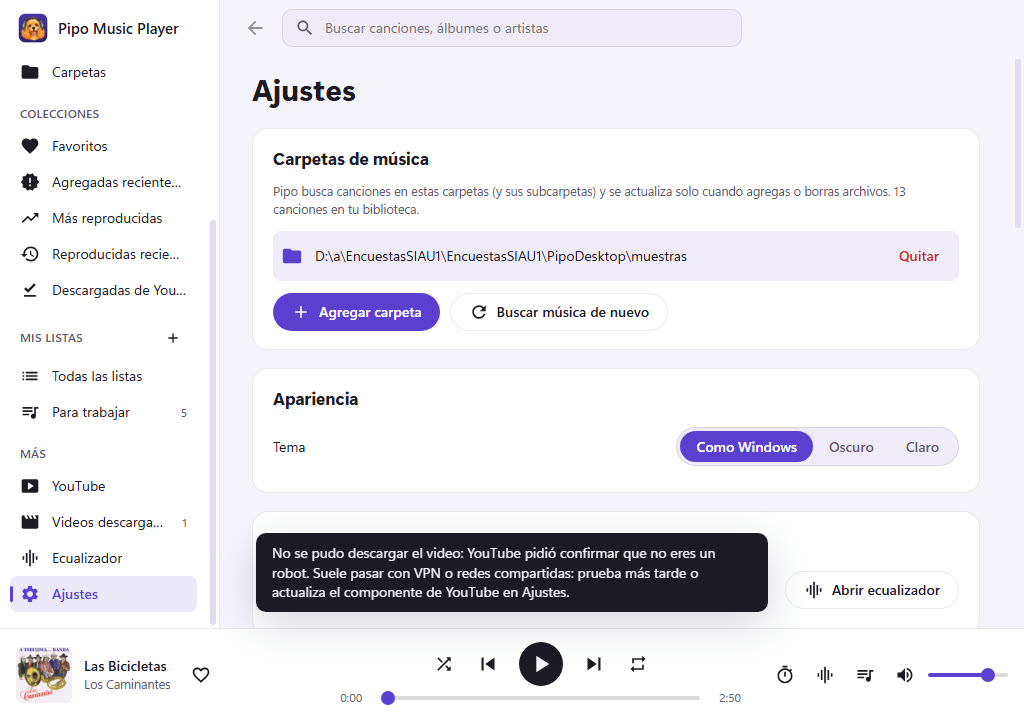 Pipo Music Player
Carpetas
COLECCIONES
Favoritos
Agregadas reciente...
Más reproducidas
Reproducidas recie...
Descargadas de You...
MIS LISTAS
Todas las listas
Para trabajar 5
MÁS
YouTube
Videos descarga... 1
Ecualizador
Ajustes
Buscar canciones, álbumes o artistas
Ajustes
Carpetas de música
Pipo busca canciones en estas carpetas (y sus subcarpetas) y se actualiza solo cuando agregas o borras archivos. 13
canciones en tu biblioteca.
D:\a\EncuestasSIAU1\EncuestasSIAU1\PipoDesktop\muestras Quitar
Agregar carpeta Buscar música de nuevo
Apariencia
Tema Como Windows Oscuro Claro
No se pudo descargar el video: YouTube pidió confirmar que no eres un
robot. Suele pasar con VPN o redes compartidas: prueba más tarde o
actualiza el componente de YouTube en Ajustes.
Abrir ecualizador
Las Bicicletas
Los Caminantes
0:00 2:50